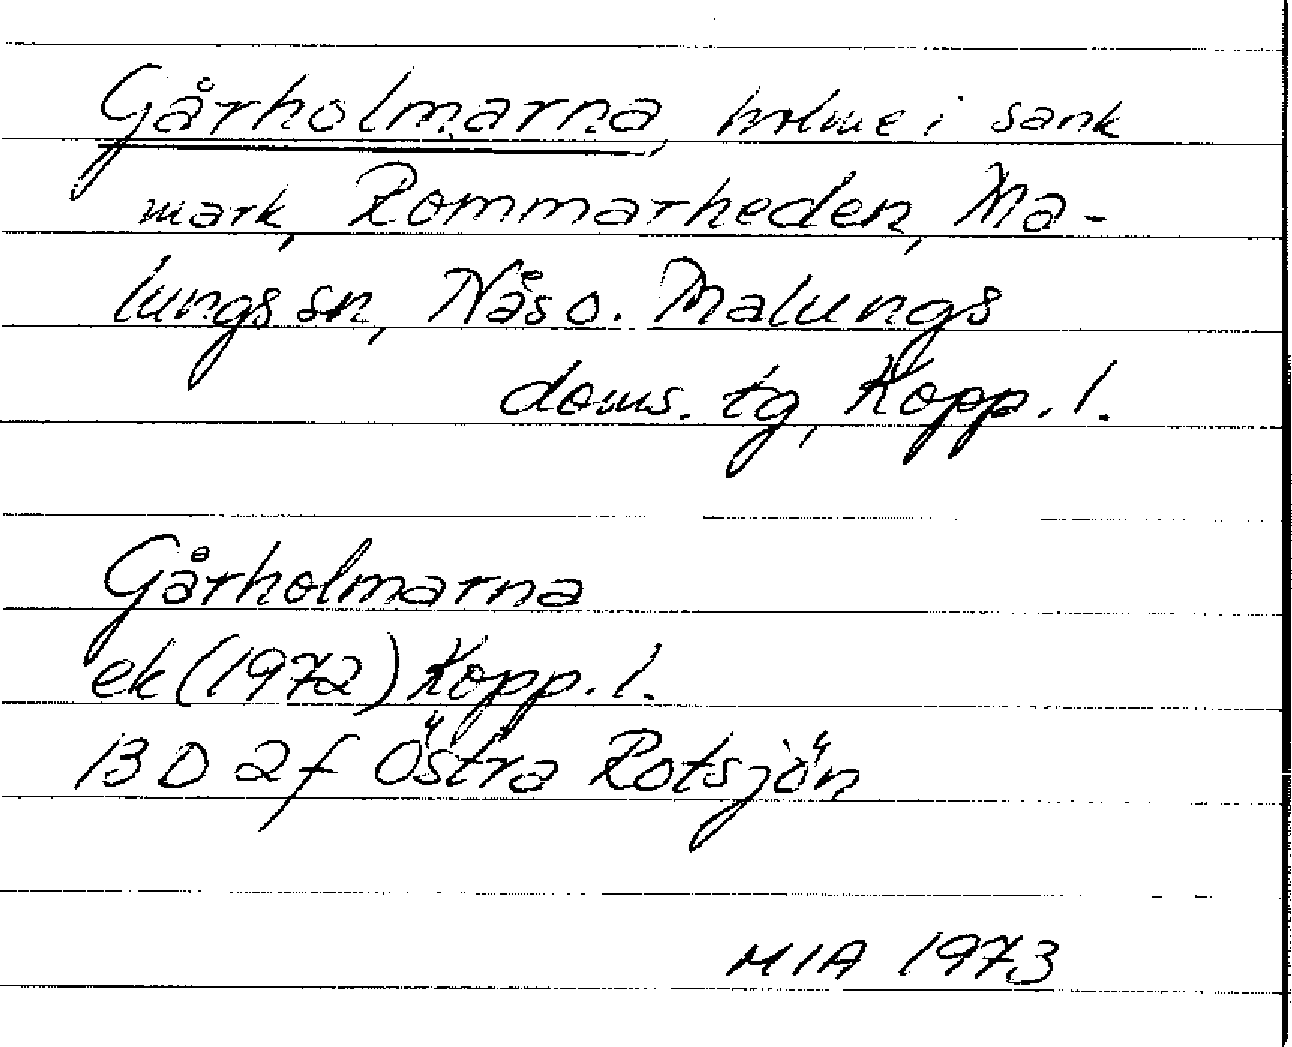 Gårholmarna, holme i sank
mark, Rommarheden, Ma-
lungs sn, Nås o. Malungs
doms. tg, Kopp. l.
Gårholmarna
ek (1972) Kopp. l.
13 D 2f Östra Rotsjön
MIA 1973